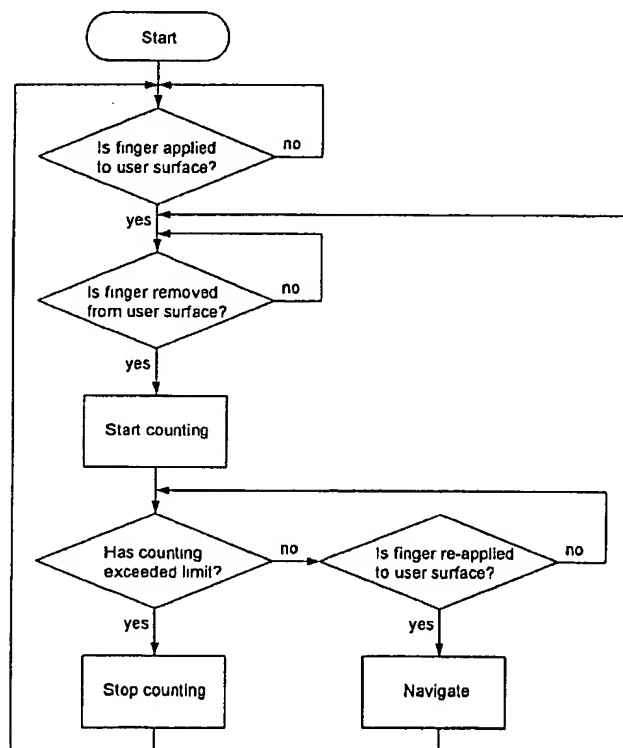 Start
Is finger applied
to user surface?
no
yes
Is finger removed
from user surface?
no
yes
Start counting
Has counting
exceeded limit?
no
Is finger re-applied
to user surface?
no
yes
yes
Stop counting
Navigate